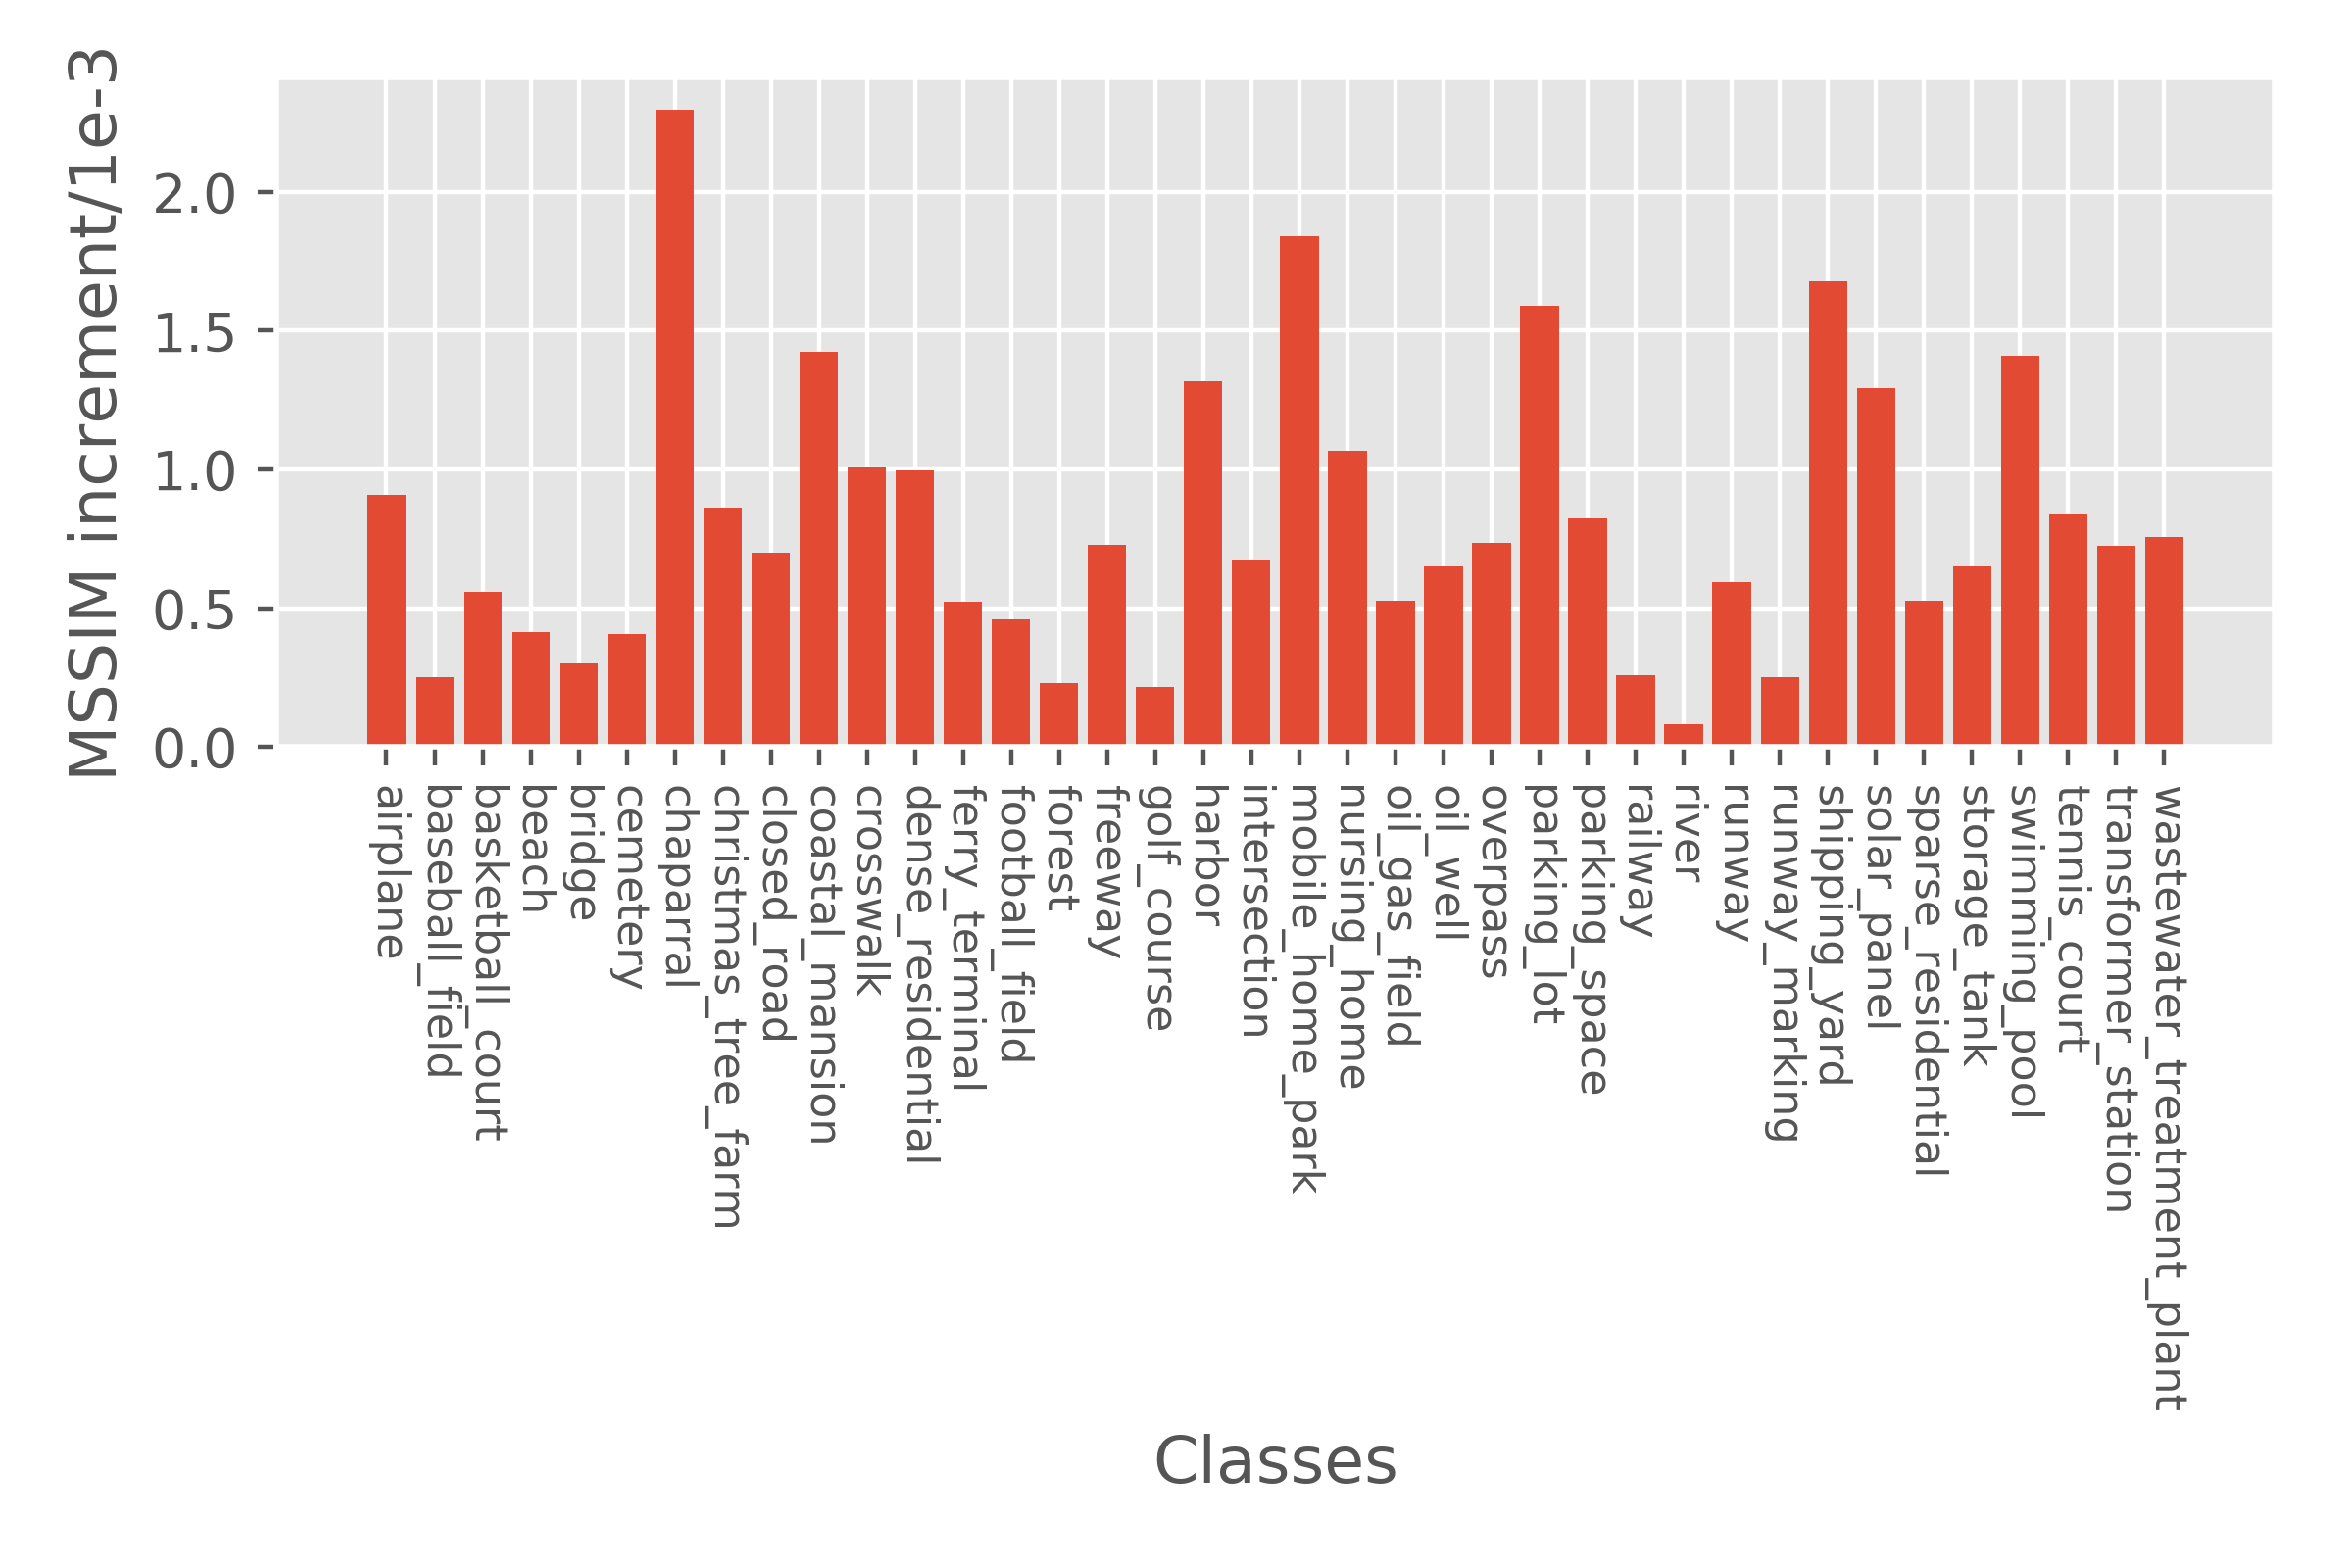 MSSIM increment/1e-3
2.0
1.5
1.0
0.5
0.0
airplane
baseball_field
basketball_court
beach
bridge
cemetery
chaparral
christmas_tree_farm
closed_road
coastal_mansion
crosswalk
dense_residential
ferry_terminal
football_field
forest
freeway
golf_course
harbor
intersection
mobile_home_park
nursing_home
oil_gas_field
oil_well
overpass
parking_lot
parking_space
railway
river
runway
runway_marking
shipping_yard
solar_panel
sparse_residential
storage_tank
swimming_pool
tennis_court
transformer_station
wastewater_treatment_plant
Classes